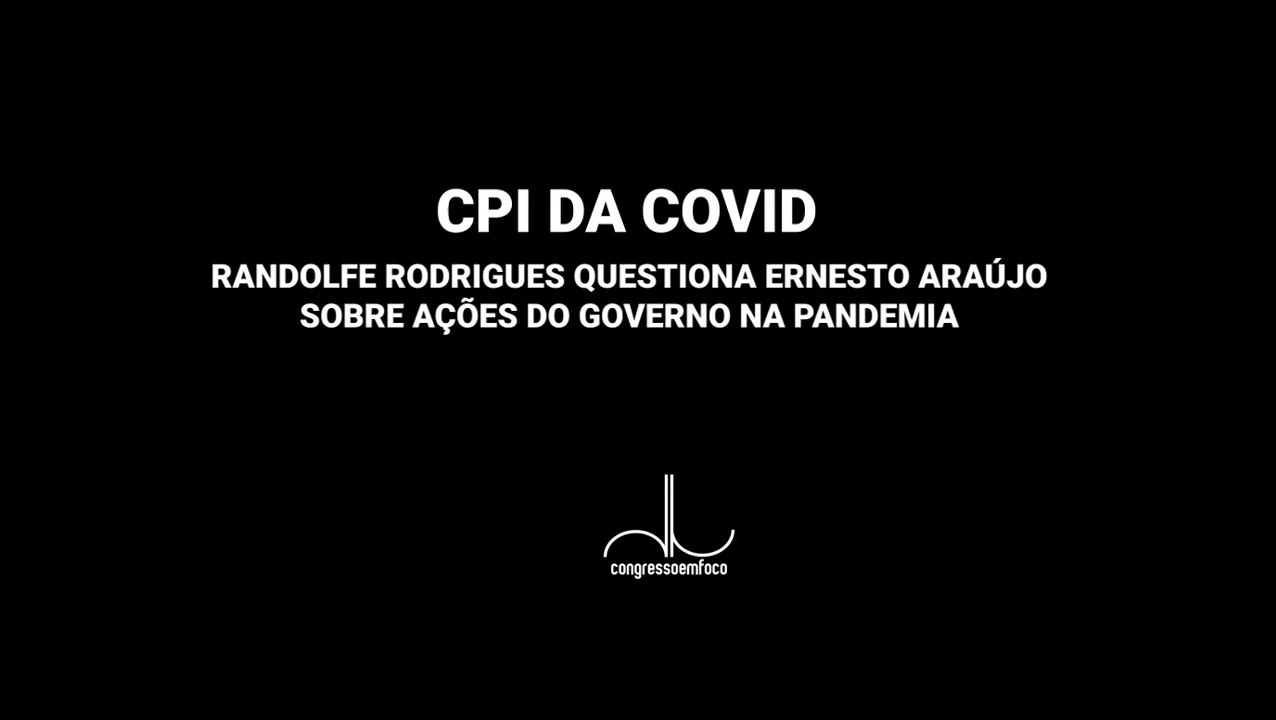 CPI DA COVID
RANDOLFE RODRIGUES QUESTIONA ERNESTO ARAÚJO
SOBRE AÇÕES DO GOVERNO NA PANDEMIA
congressoemfoco